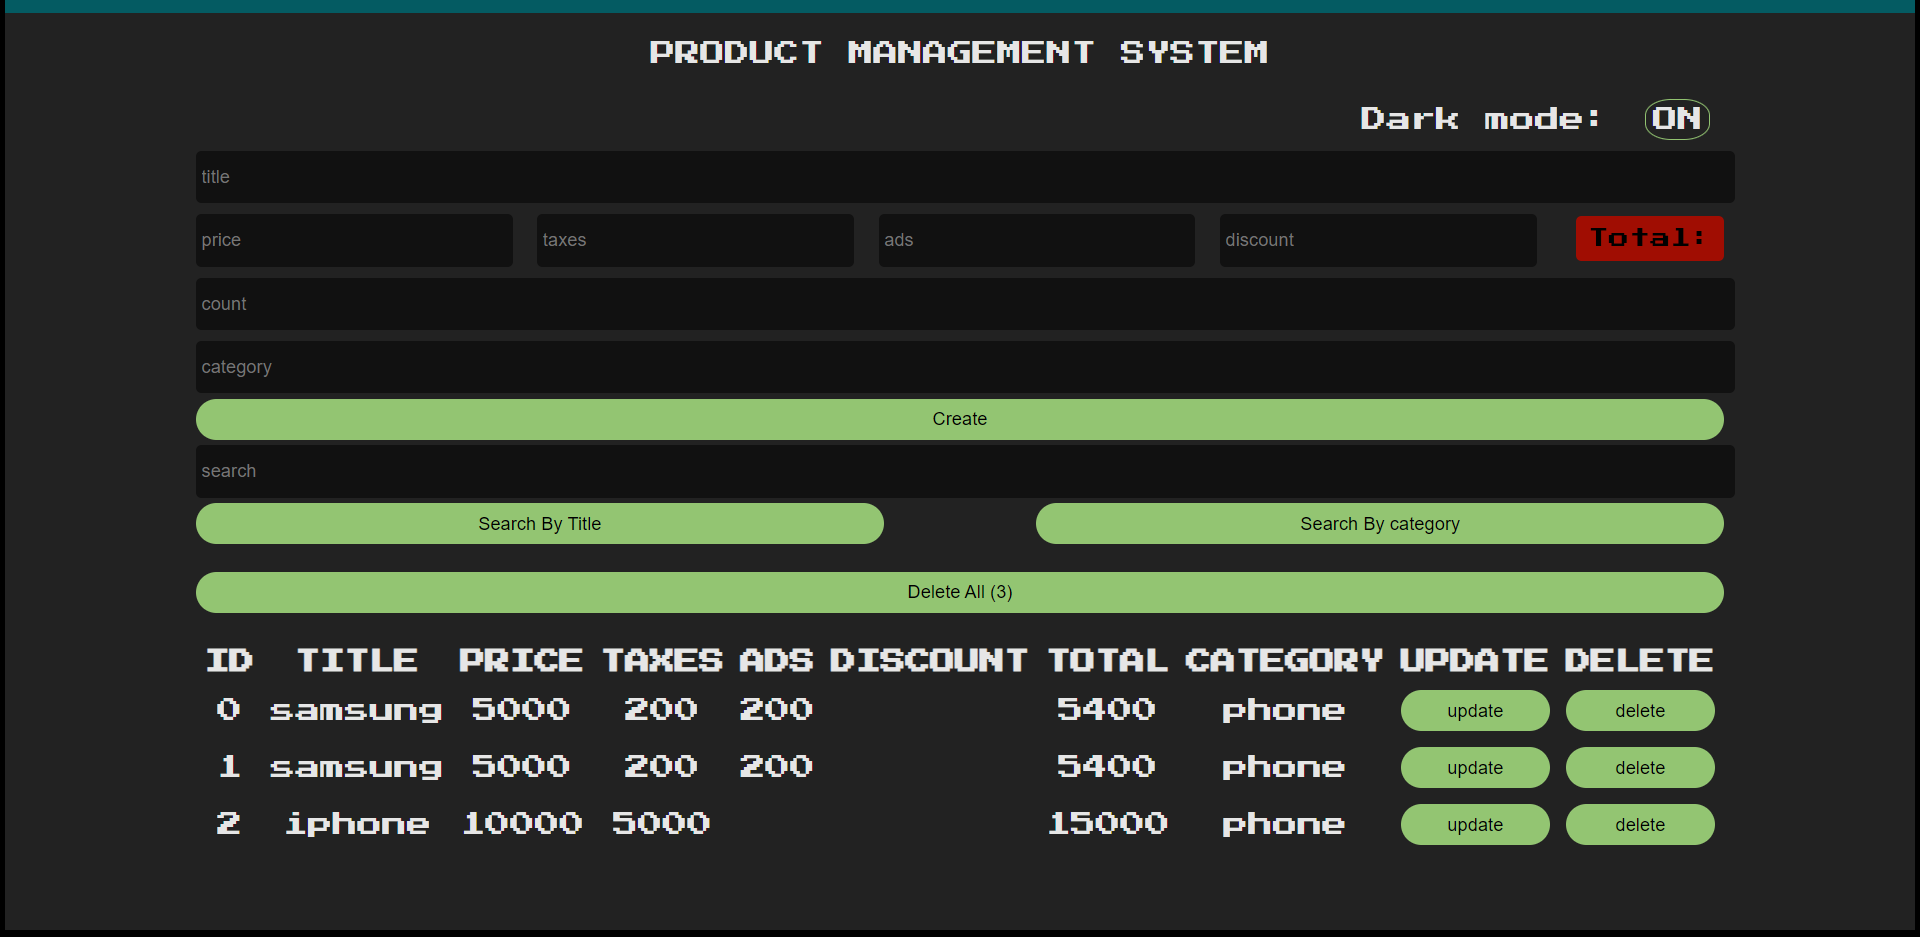 PRODUCT MANAGEMENT SYSTEM
Dark mode: ON
title
price taxes ads discount Total:
count
category
Create
search
Search By Title Search By category
Delete All (3)
ID TITLE PRICE TAXES ADS DISCOUNT TOTAL CATEGORY UPDATE DELETE
0 samsung 5000 200 200 5400 phone update delete
1 samsung 5000 200 200 5400 phone update delete
2 iphone 10000 5000 15000 phone update delete